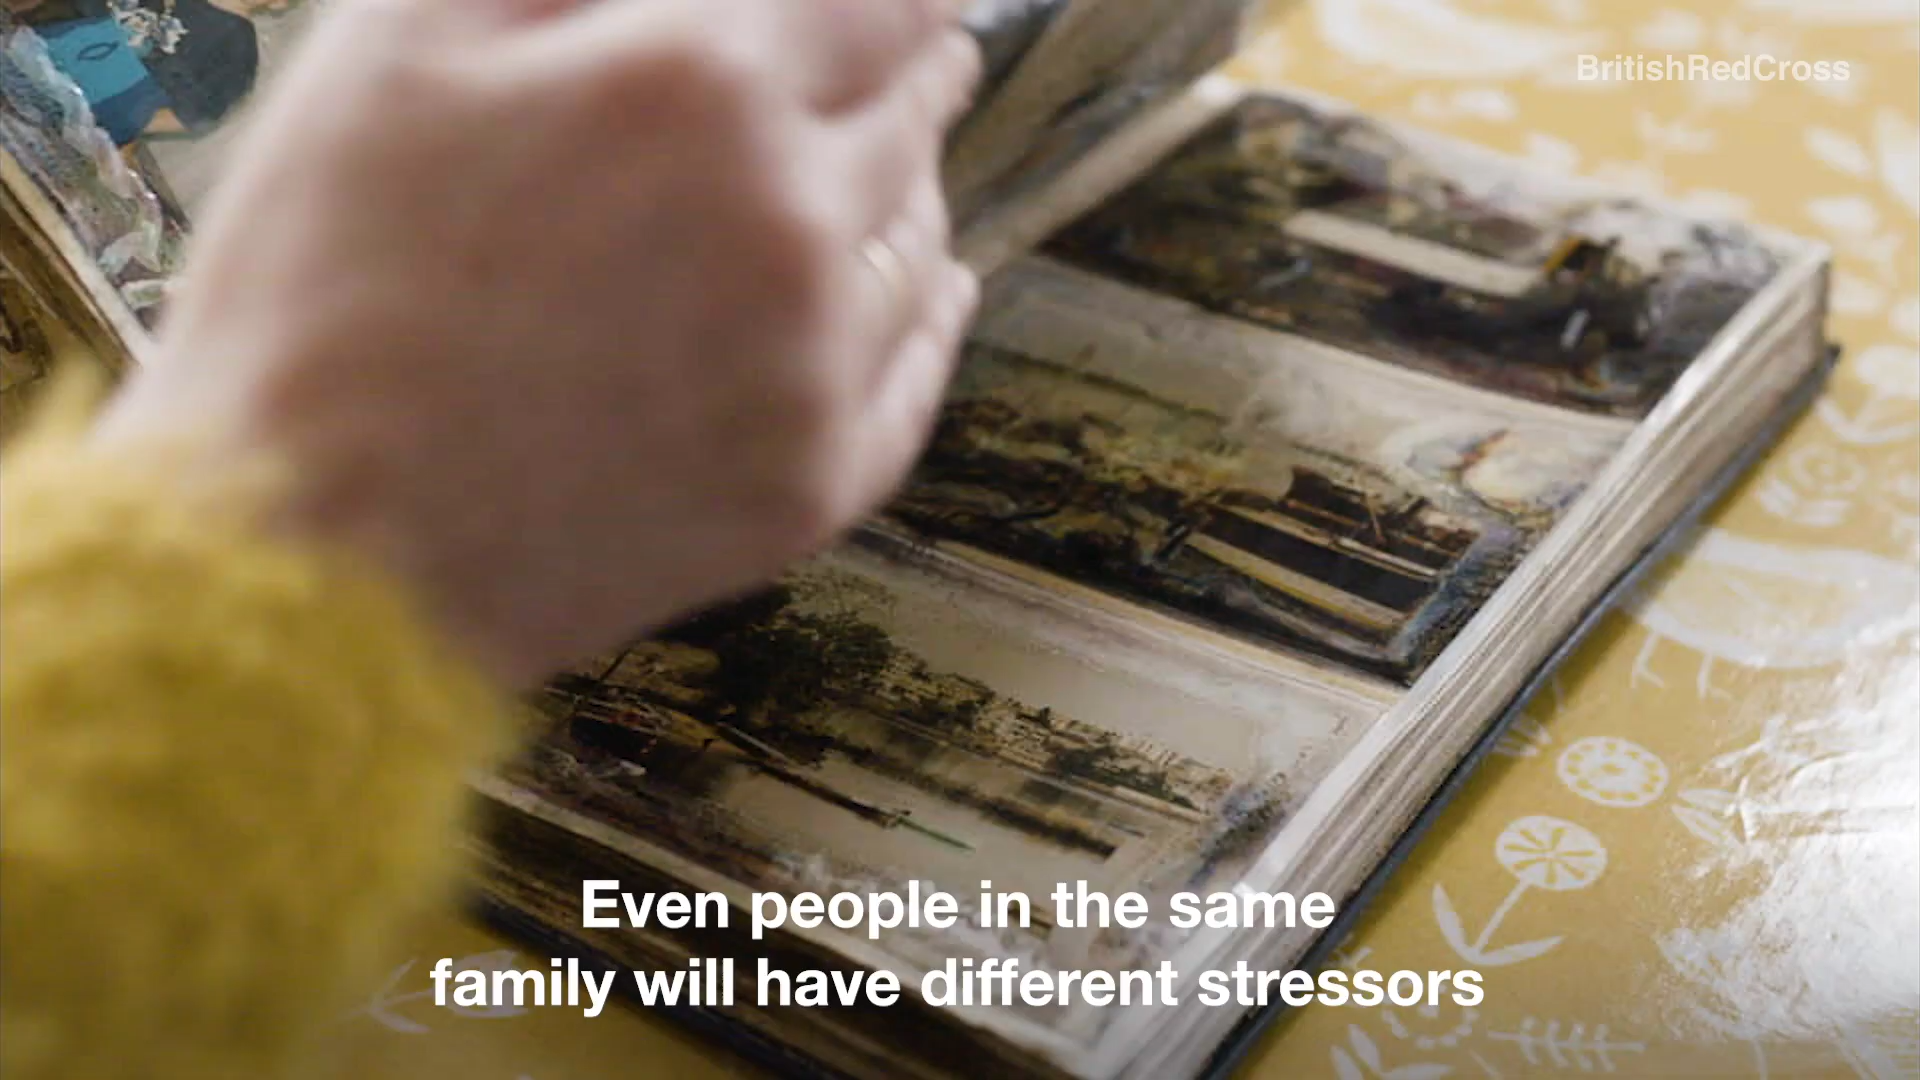 BritishRedCross
Even people in the same
family will have different stressors